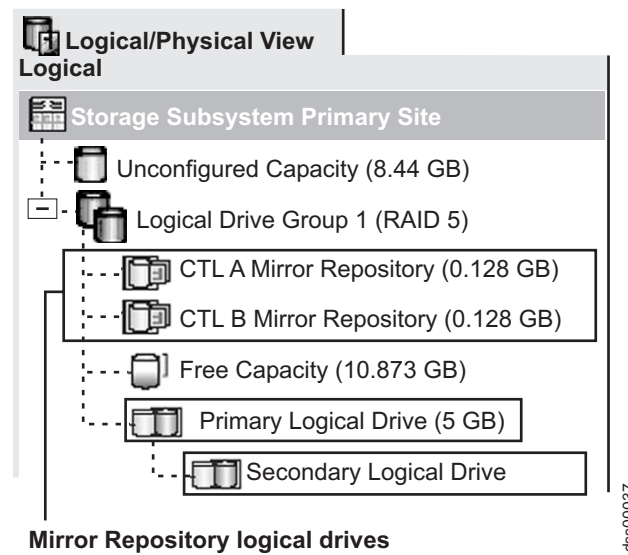 Logical/Physical View
Logical
Storage Subsystem Primary Site
Unconfigured Capacity (8.44 GB)
Logical Drive Group 1 (RAID 5)
CTL A Mirror Repository (0.128 GB)
CTL B Mirror Repository (0.128 GB)
Free Capacity (10.873 GB)
Primary Logical Drive (5 GB)
Secondary Logical Drive
Mirror Repository logical drives